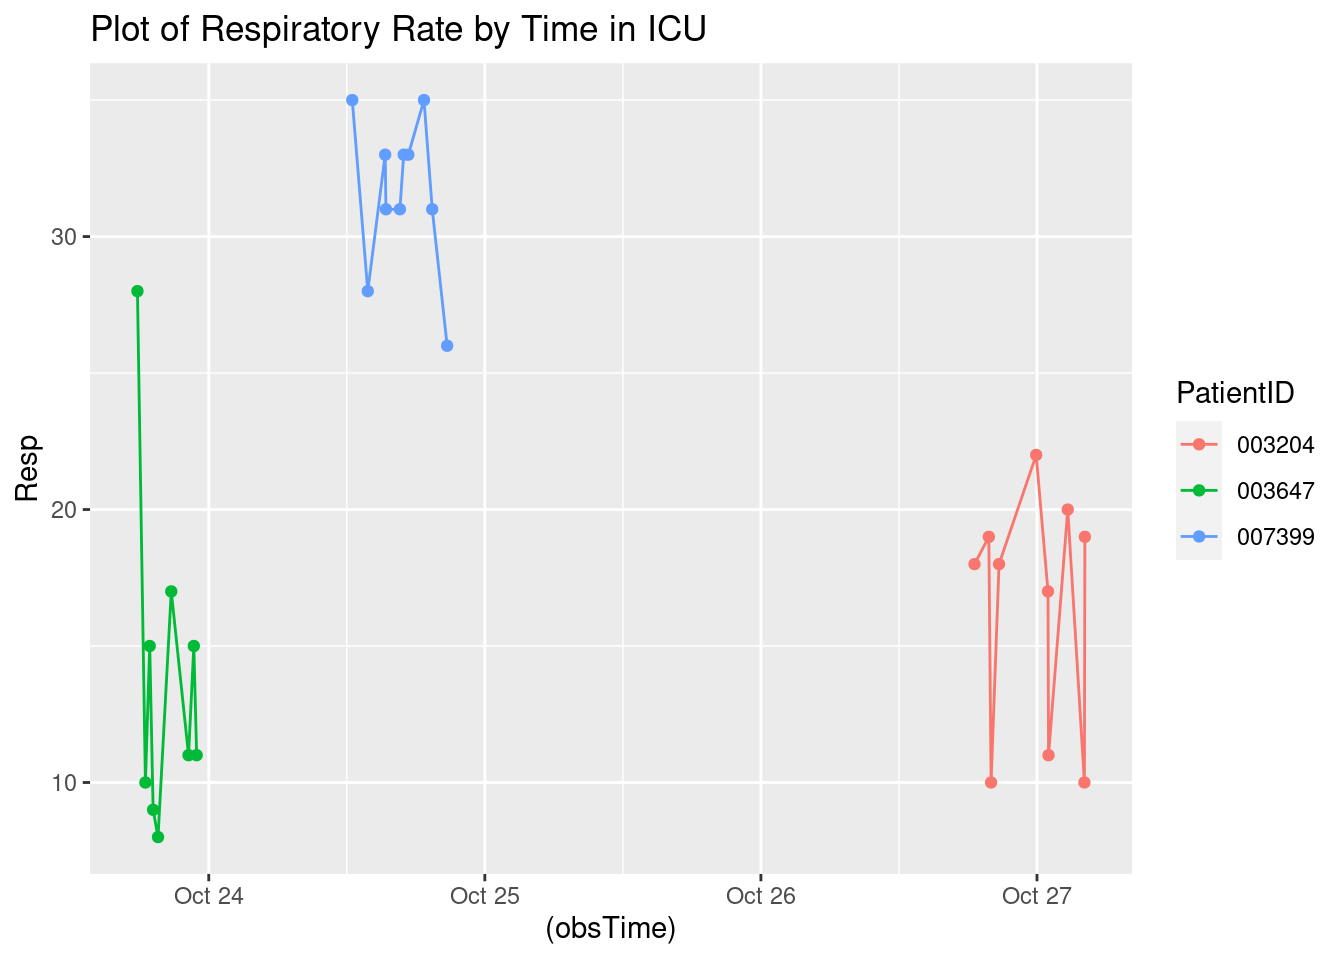 Plot of Respiratory Rate by Time in ICU
Resp
30
20
10
Oct 24
Oct 25
Oct 26
Oct 27
(obsTime)
PatientID
003204
003647
007399